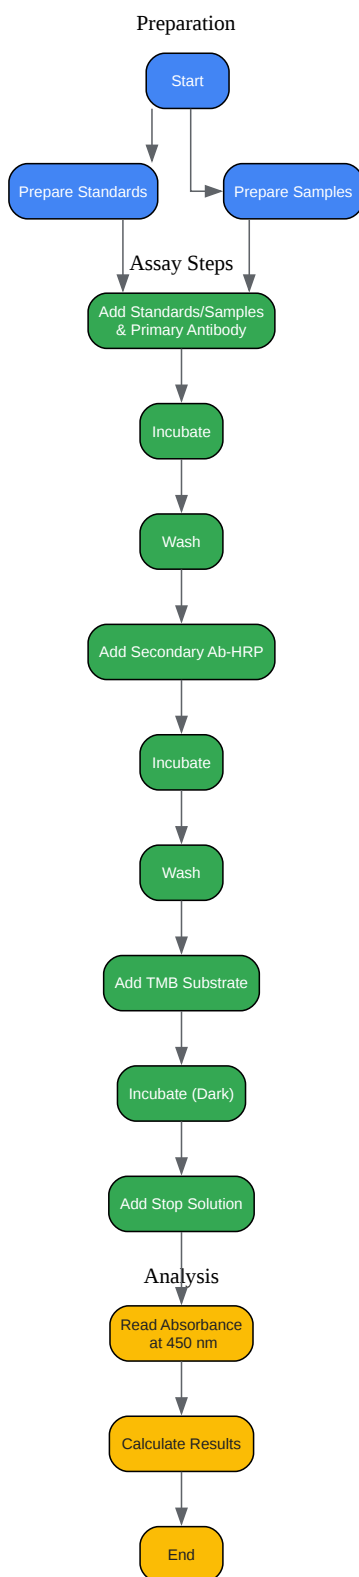 Preparation
Start
Prepare Standards
Prepare Samples
Assay Steps
Add Standards/Samples
& Primary Antibody
Incubate
Wash
Add Secondary Ab-HRP
Incubate
Wash
Add TMB Substrate
Incubate (Dark)
Add Stop Solution
Analysis
Read Absorbance
at 450 nm
Calculate Results
End